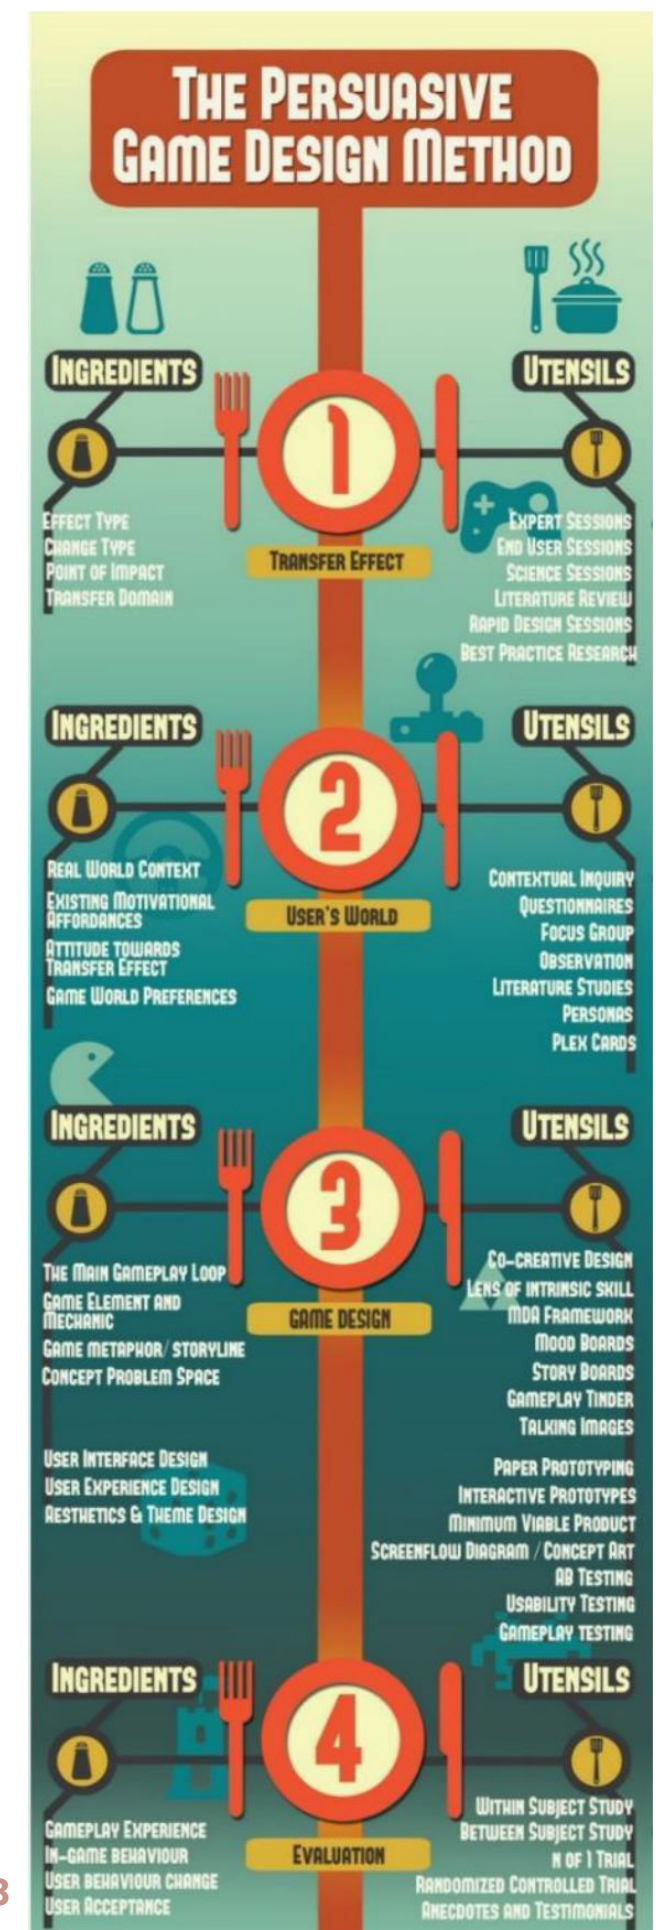 THE PERSUASIVE
GAME DESIGN METHOD
INGREDIENTS
UTENSILS
1
TRANSFER EFFECT
EFFECT TYPE
CHANGE TYPE
POINT OF IMPACT
TRANSFER DOMAIN
EXPERT SESSIONS
END USER SESSIONS
SCIENCE SESSIONS
LITERATURE REVIEW
RAPID DESIGN SESSIONS
BEST PRACTICE RESEARCH
INGREDIENTS
UTENSILS
2
USER'S WORLD
REAL WORLD CONTEXT
EXISTING MOTIVATIONAL
AFFORDANCES
ATTITUDE TOWARDS
TRANSFER EFFECT
GAME WORLD PREFERENCES
CONTEXTUAL INQUIRY
QUESTIONNAIRES
FOCUS GROUP
OBSERVATION
LITERATURE STUDIES
PERSONAS
PLEX CARDS
INGREDIENTS
UTENSILS
3
GAME DESIGN
THE MAIN GAMEPLAY LOOP
GAME ELEMENT AND
MECHANIC
GAME METAPHOR/ STORYLINE
CONCEPT PROBLEM SPACE
USER INTERFACE DESIGN
USER EXPERIENCE DESIGN
AESTHETICS & THEME DESIGN
CO-CREATIVE DESIGN
LENS OF INTRINSIC SKILL
MDA FRAMEWORK
MOOD BOARDS
STORY BOARDS
GAMEPLAY TINDER
TALKING IMAGES
PAPER PROTOTYPING
INTERACTIVE PROTOTYPES
MINIMUM VIABLE PRODUCT
SCREENFLOW DIAGRAM / CONCEPT ART
AB TESTING
USABILITY TESTING
GAMEPLAY TESTING
INGREDIENTS
UTENSILS
4
EVALUATION
GAMEPLAY EXPERIENCE
IN-GAME BEHAVIOUR
USER BEHAVIOUR CHANGE
USER ACCEPTANCE
WITHIN SUBJECT STUDY
BETWEEN SUBJECT STUDY
N OF 1 TRIAL
RANDOMIZED CONTROLLED TRIAL
ANECDOTES AND TESTIMONIALS